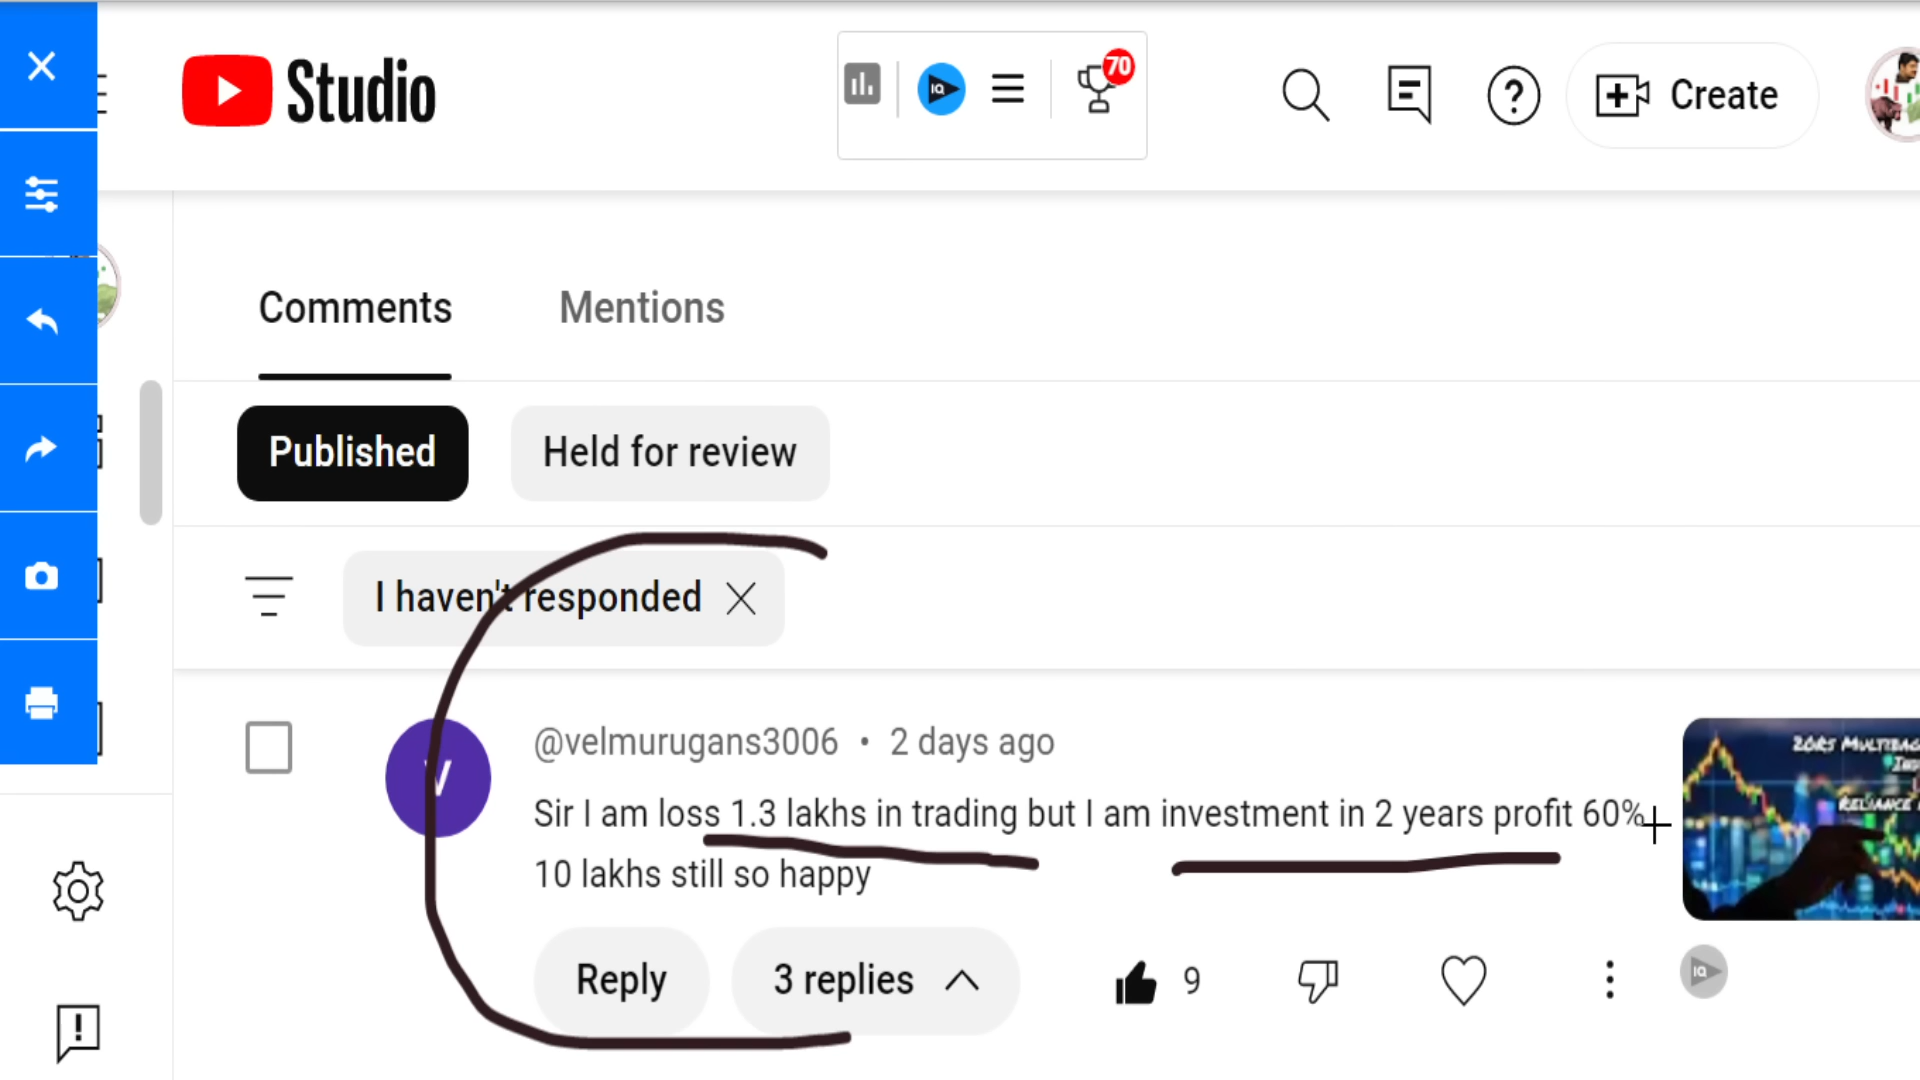 Studio
IQ
70
?
Create
Comments
Mentions
Published
Held for review
I haven't responded
@velmurugans3006 • 2 days ago
V
Sir I am loss 1.3 lakhs in trading but I am investment in 2 years profit 60%
10 lakhs still so happy
Reply
3 replies
9
IQ